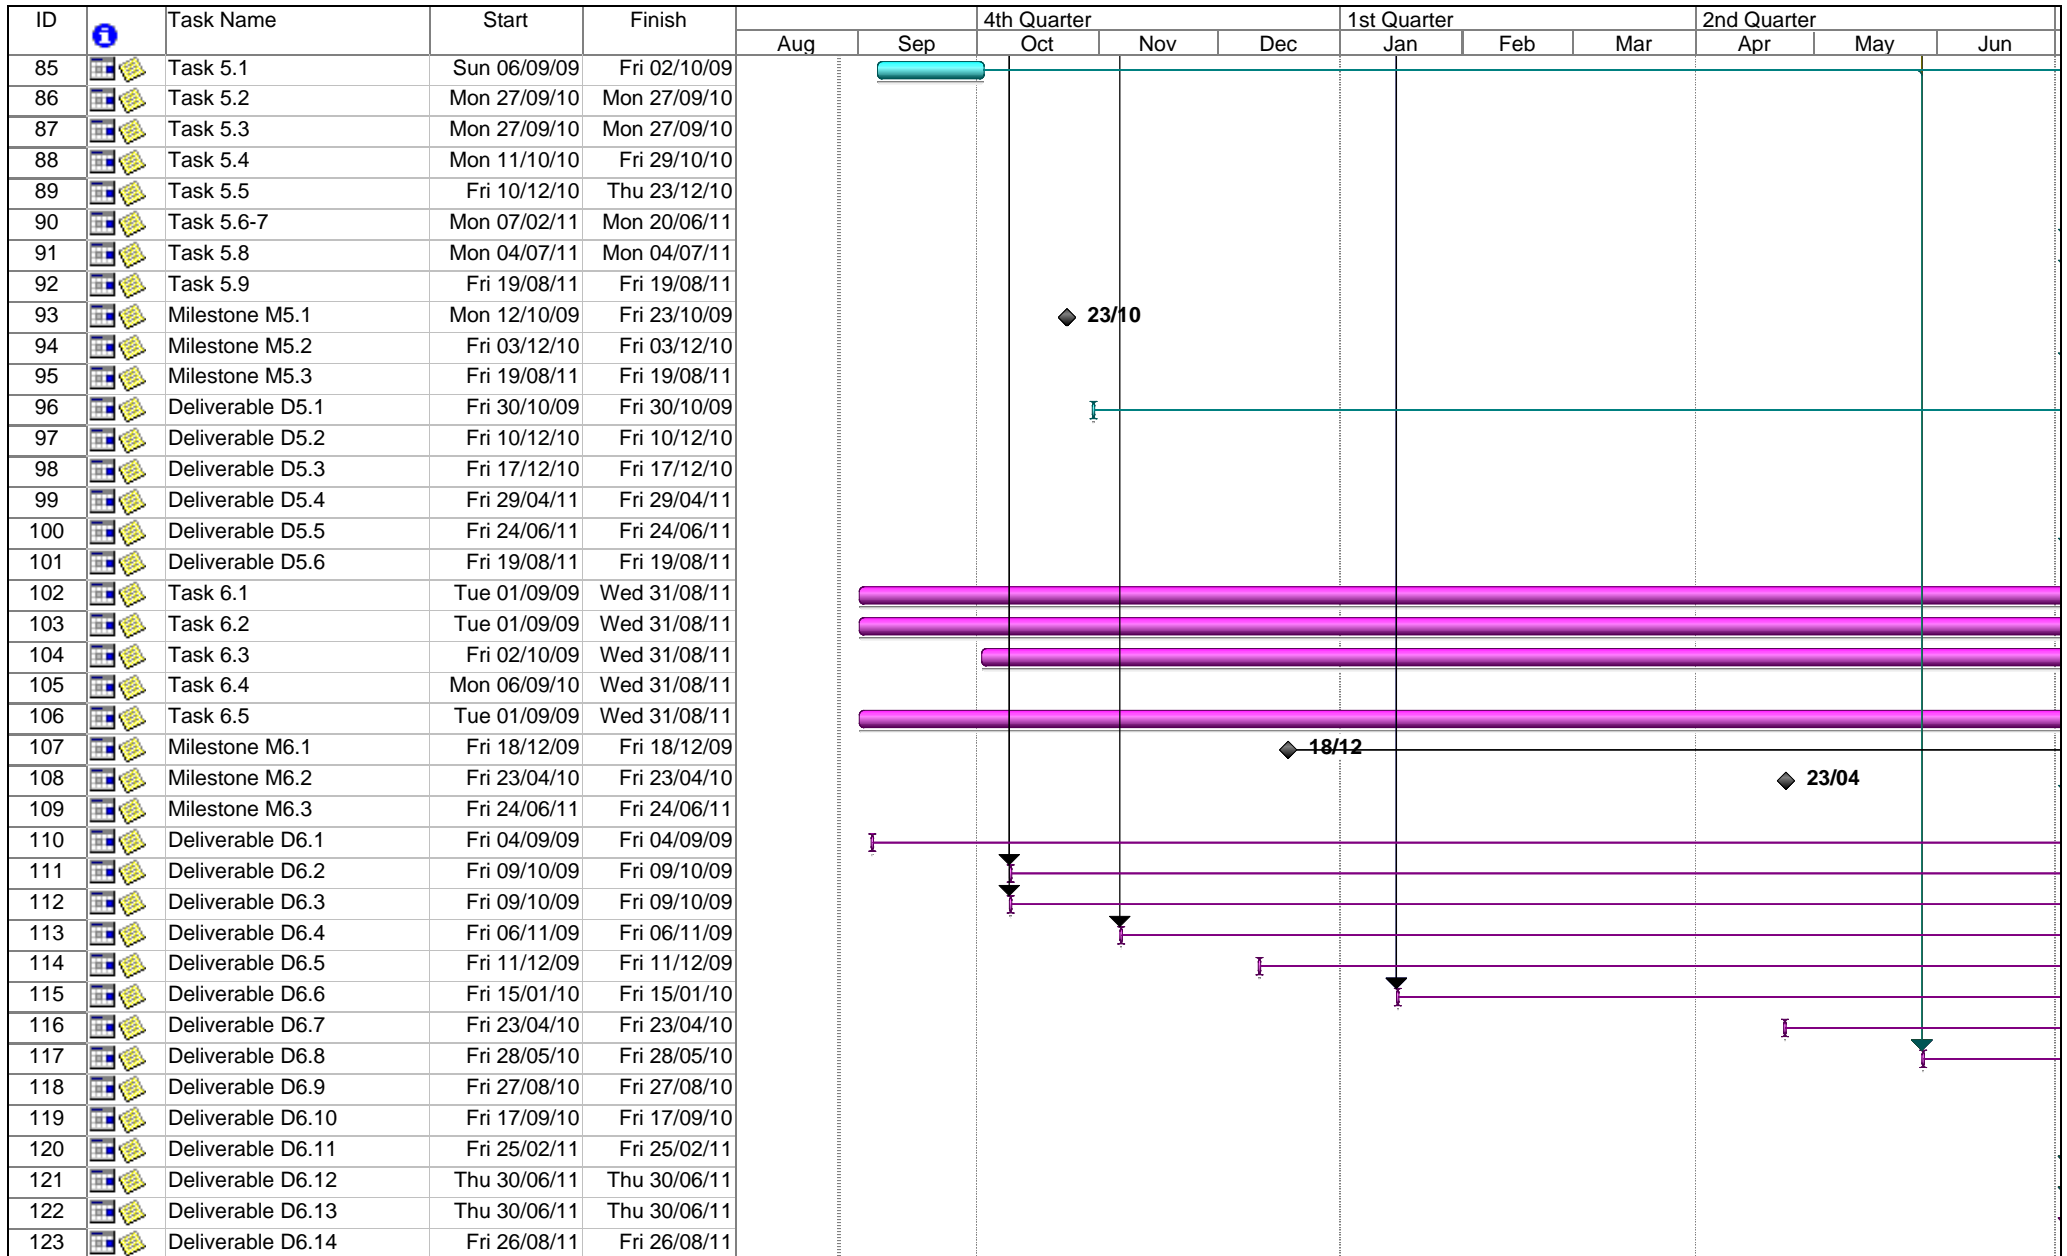 ID Task Name Start Finish 4th Quarter 1st Quarter 2nd Quarter
Aug Sep Oct Nov Dec Jan Feb Mar Apr May Jun
85 Task 5.1 Sun 06/09/09 Fri 02/10/09
86 Task 5.2 Mon 27/09/10 Mon 27/09/10
87 Task 5.3 Mon 27/09/10 Mon 27/09/10
88 Task 5.4 Mon 11/10/10 Fri 29/10/10
89 Task 5.5 Fri 10/12/10 Thu 23/12/10
90 Task 5.6-7 Mon 07/02/11 Mon 20/06/11
91 Task 5.8 Mon 04/07/11 Mon 04/07/11
92 Task 5.9 Fri 19/08/11 Fri 19/08/11
93 Milestone M5.1 Mon 12/10/09 Fri 23/10/09 23/10
94 Milestone M5.2 Fri 03/12/10 Fri 03/12/10
95 Milestone M5.3 Fri 19/08/11 Fri 19/08/11
96 Deliverable D5.1 Fri 30/10/09 Fri 30/10/09
97 Deliverable D5.2 Fri 10/12/10 Fri 10/12/10
98 Deliverable D5.3 Fri 17/12/10 Fri 17/12/10
99 Deliverable D5.4 Fri 29/04/11 Fri 29/04/11
100 Deliverable D5.5 Fri 24/06/11 Fri 24/06/11
101 Deliverable D5.6 Fri 19/08/11 Fri 19/08/11
102 Task 6.1 Tue 01/09/09 Wed 31/08/11
103 Task 6.2 Tue 01/09/09 Wed 31/08/11
104 Task 6.3 Fri 02/10/09 Wed 31/08/11
105 Task 6.4 Mon 06/09/10 Wed 31/08/11
106 Task 6.5 Tue 01/09/09 Wed 31/08/11
107 Milestone M6.1 Fri 18/12/09 Fri 18/12/09 18/12
108 Milestone M6.2 Fri 23/04/10 Fri 23/04/10 23/04
109 Milestone M6.3 Fri 24/06/11 Fri 24/06/11
110 Deliverable D6.1 Fri 04/09/09 Fri 04/09/09
111 Deliverable D6.2 Fri 09/10/09 Fri 09/10/09
112 Deliverable D6.3 Fri 09/10/09 Fri 09/10/09
113 Deliverable D6.4 Fri 06/11/09 Fri 06/11/09
114 Deliverable D6.5 Fri 11/12/09 Fri 11/12/09
115 Deliverable D6.6 Fri 15/01/10 Fri 15/01/10
116 Deliverable D6.7 Fri 23/04/10 Fri 23/04/10
117 Deliverable D6.8 Fri 28/05/10 Fri 28/05/10
118 Deliverable D6.9 Fri 27/08/10 Fri 27/08/10
119 Deliverable D6.10 Fri 17/09/10 Fri 17/09/10
120 Deliverable D6.11 Fri 25/02/11 Fri 25/02/11
121 Deliverable D6.12 Thu 30/06/11 Thu 30/06/11
122 Deliverable D6.13 Thu 30/06/11 Thu 30/06/11
123 Deliverable D6.14 Fri 26/08/11 Fri 26/08/11